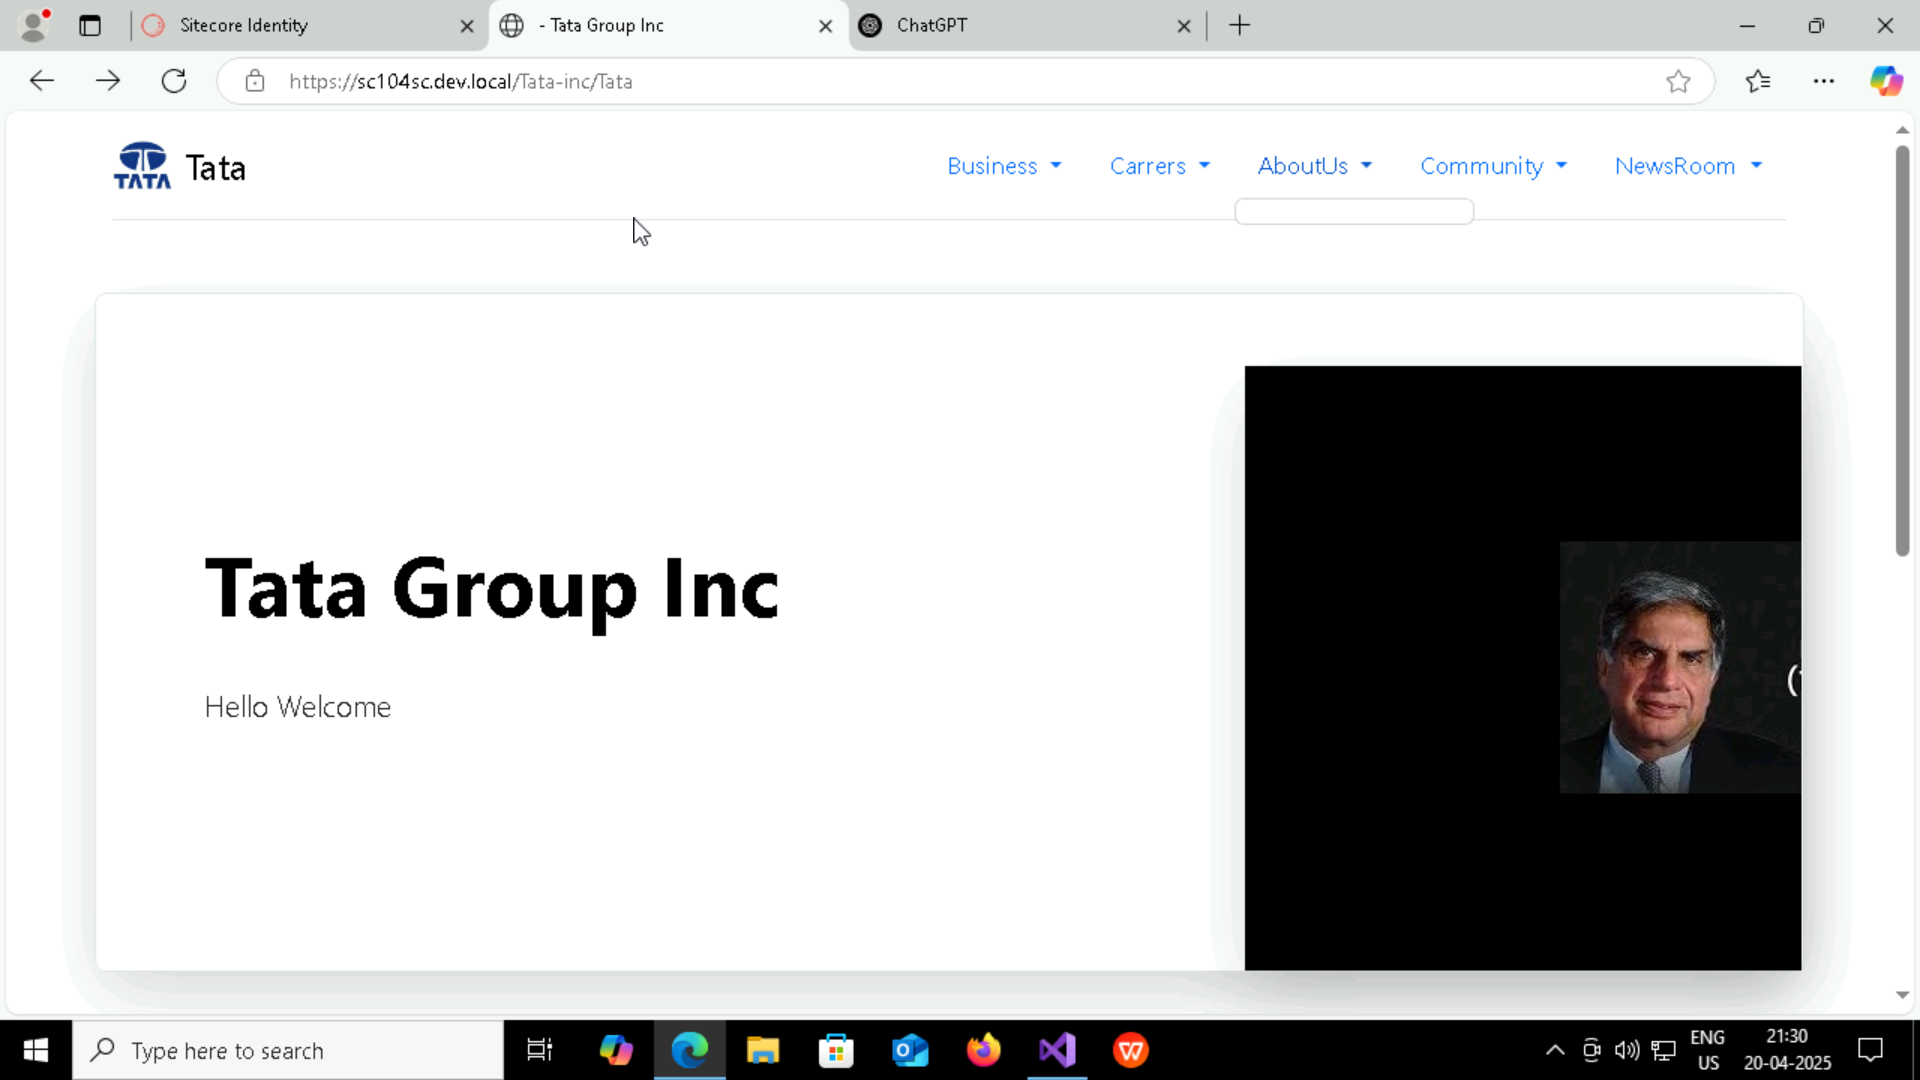 Sitecore Identity
- Tata Group Inc
ChatGPT
https://sc104sc.dev.local/Tata-inc/Tata
TATA
Tata
Business
Carrers
AboutUs
Community
NewsRoom
Tata Group Inc
Hello Welcome
Type here to search
ENG
US
21:30
20-04-2025